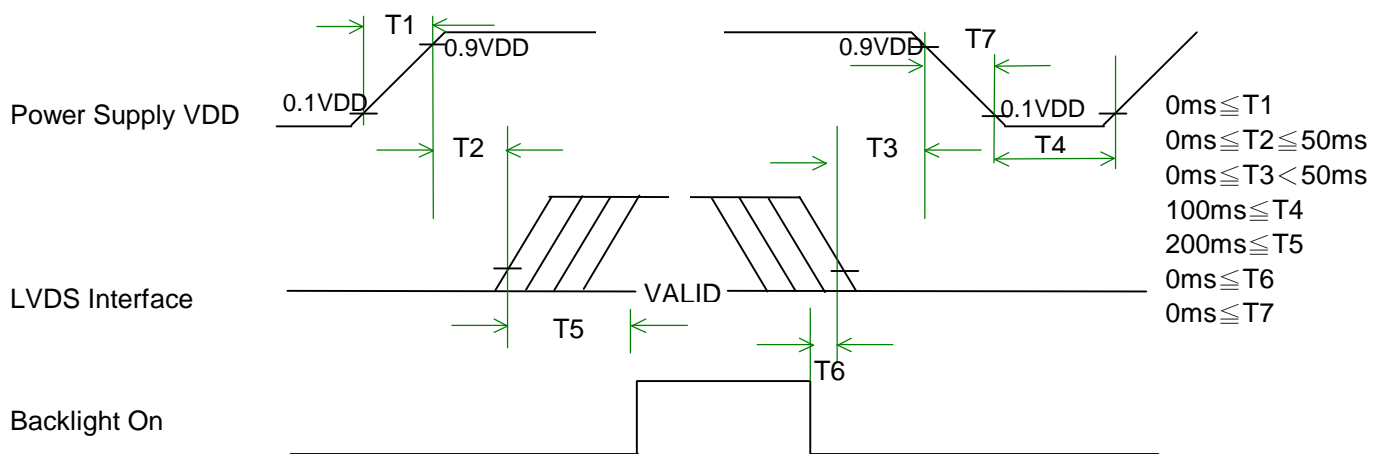 T1
0.9VDD
0.9VDD
T7
Power Supply VDD
0.1VDD
0.1VDD
T2
T3
T4
0ms≦T1
0ms≦T2≦50ms
0ms≦T3<50ms
100ms≦T4
200ms≦T5
0ms≦T6
0ms≦T7
LVDS Interface
VALID
T5
T6
Backlight On